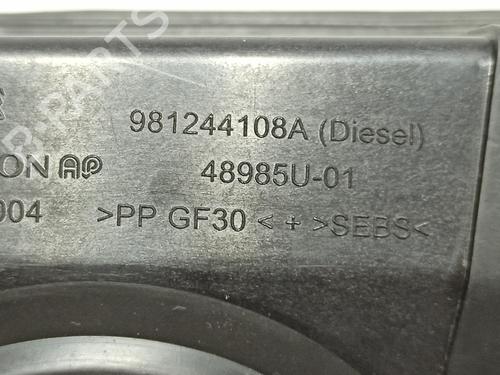 981244108A (Diesel)
ON AP 48985U-01
004 >PP GF30 < + >SEBS<